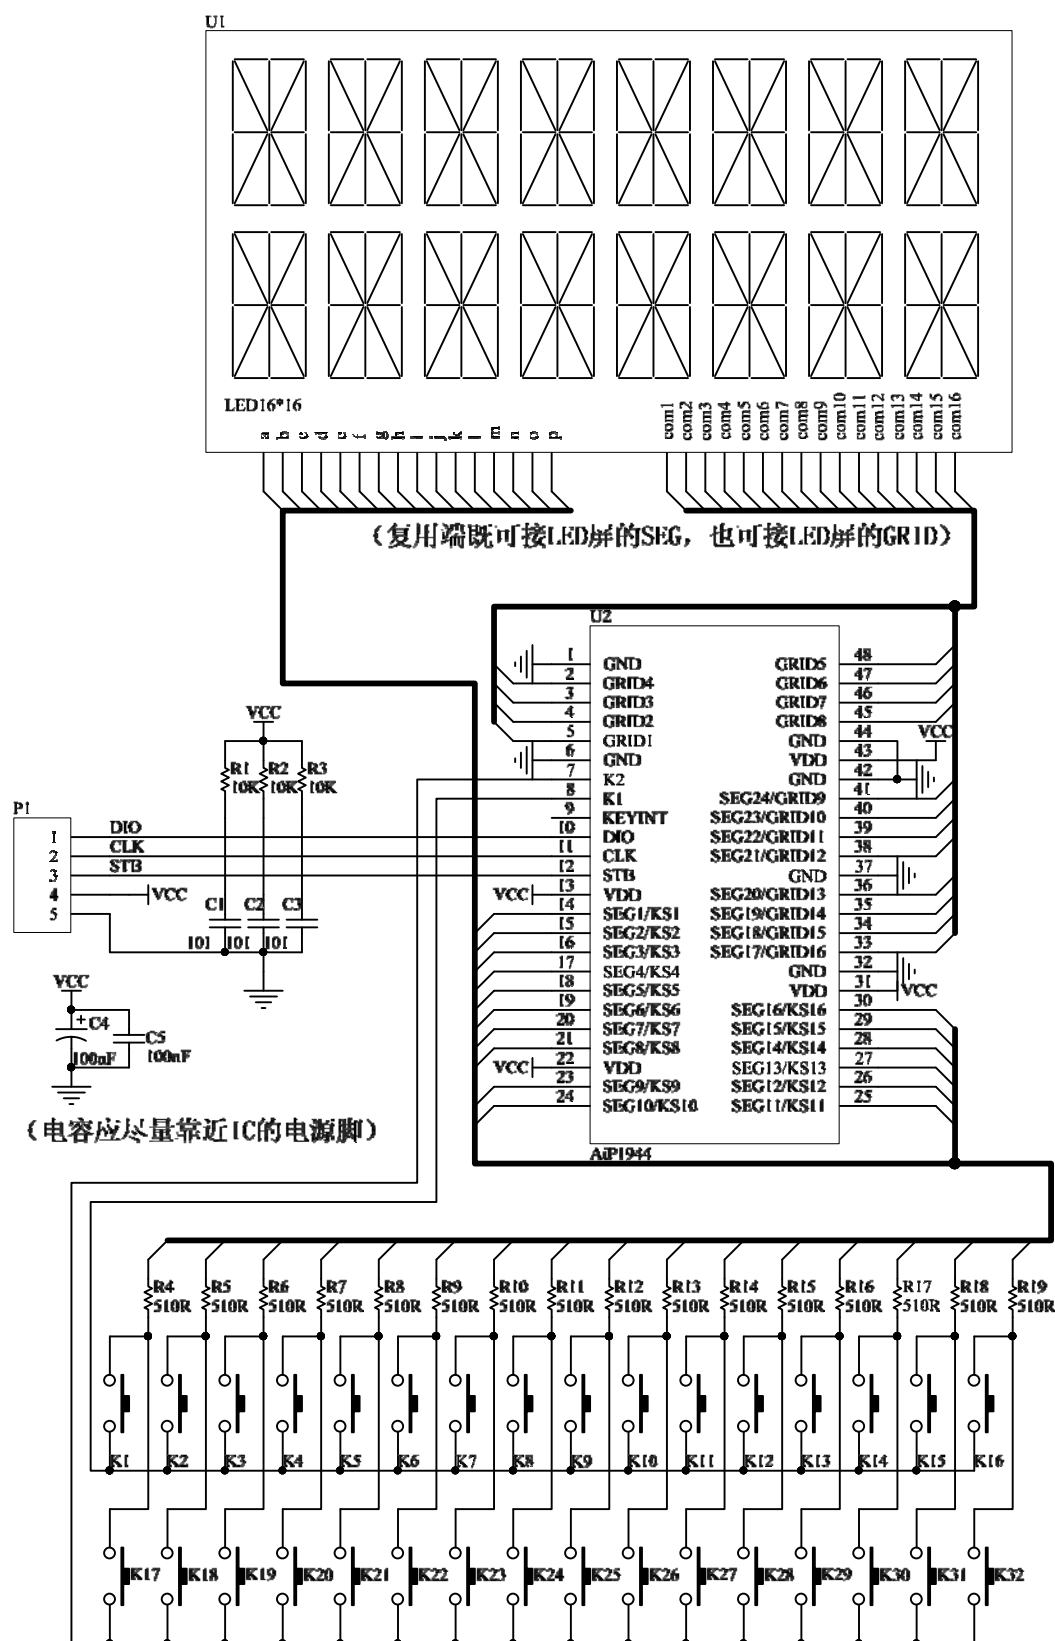 U1
LED16*16
a b c d e f g h i j k l m n o p
com1 com2 com3 com4 com5 com6 com7 com8 com9 com10 com11 com12 com13 com14 com15 com16
（复用端既可接LED屏的SEG，也可接LED屏的GRID）
U2
1 GND
2 GRID4
3 GRID3
4 GRID2
5 GRID1
6 GND
7 K2
8 K1
9 KEYINT
10 DIO
11 CLK
12 STB
VCC 13 VDD
14 SEG1/KS1
15 SEG2/KS2
16 SEG3/KS3
17 SEG4/KS4
18 SEG5/KS5
19 SEG6/KS6
20 SEG7/KS7
21 SEG8/KS8
VCC 22 VDD
23 SEG9/KS9
24 SEG10/KS10
GRID5 48
GRID6 47
GRID7 46
GRID8 45
GND 44
VDD 43 VCC
GND 42
SEG24/GRID9 41
SEG23/GRID10 40
SEG22/GRID11 39
SEG21/GRID12 38
GND 37
SEG20/GRID13 36
SEG19/GRID14 35
SEG18/GRID15 34
SEG17/GRID16 33
GND 32
VDD 31 VCC
SEG16/KS16 30
SEG15/KS15 29
SEG14/KS14 28
SEG13/KS13 27
SEG12/KS12 26
SEG11/KS11 25
AiP1944
VCC
R1 R2 R3
10K 10K 10K
P1
1 DIO
2 CLK
3 STB
4 VCC
5
C1 C2 C3
101 101 101
VCC
+ C4
100nF
C5
100nF
（电容应尽量靠近IC的电源脚）
R4 R5 R6 R7 R8 R9 R10 R11 R12 R13 R14 R15 R16 R17 R18 R19
510R 510R 510R 510R 510R 510R 510R 510R 510R 510R 510R 510R 510R 510R 510R 510R
K1 K2 K3 K4 K5 K6 K7 K8 K9 K10 K11 K12 K13 K14 K15 K16
K17 K18 K19 K20 K21 K22 K23 K24 K25 K26 K27 K28 K29 K30 K31 K32